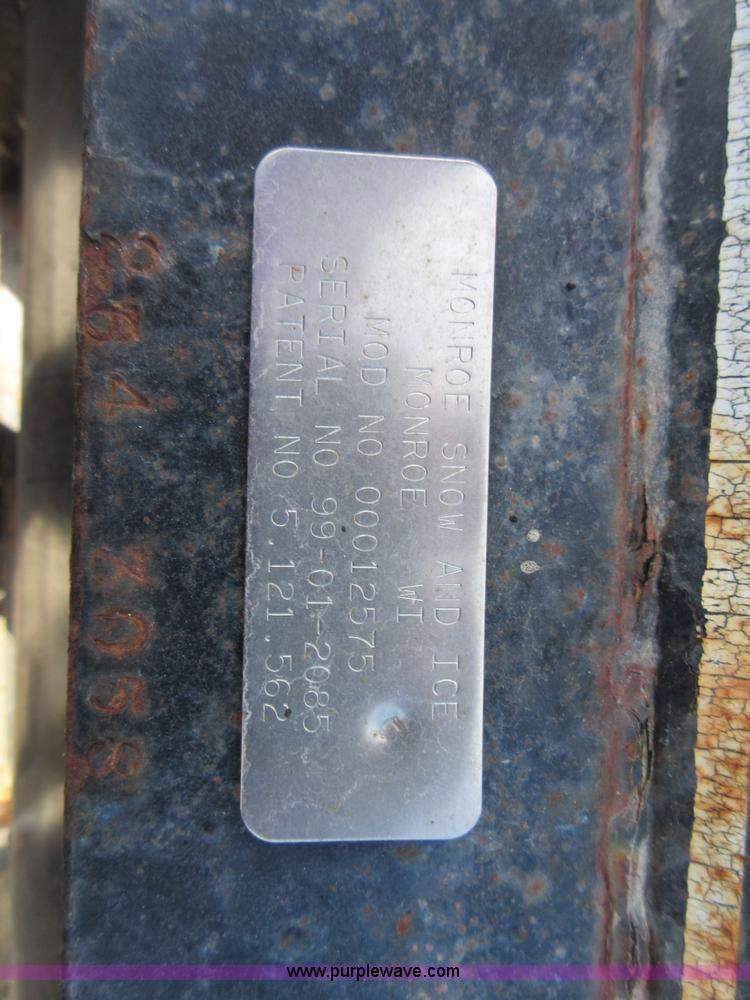 MONROE SNOW AND ICE
MONROE WI
MOD NO 00012575
SERIAL NO 99-01-2085
PATENT NO 5.121.562
264 3058
www.purplewave.com